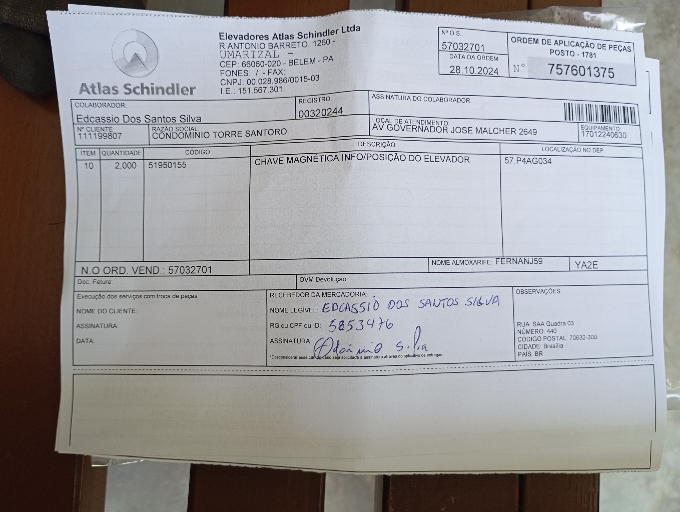 Atlas Schindler
Elevadores Atlas Schindler Ltda
R ANTONIO BARRETO, 1260 -
UMARIZAL -
CEP: 66060-020 - BELEM - PA
FONES: / - FAX:
CNPJ: 00.028.986/0015-03
I.E.: 151.567.301
Nº O.S.
57032701
DATA DA ORDEM
28.10.2024
ORDEM DE APLICAÇÃO DE PEÇAS
POSTO - 1781
Nº 757601375
COLABORADOR
Edcassio Dos Santos Silva
REGISTRO
00320244
ASSINATURA DO COLABORADOR
Nº CLIENTE
111199807
RAZÃO SOCIAL
CONDOMINIO TORRE SANTORO
LOCAL DE ATENDIMENTO
AV GOVERNADOR JOSE MALCHER 2649
EQUIPAMENTO
17012240630
ITEM QUANTIDADE CÓDIGO DESCRIÇÃO LOCALIZAÇÃO NO DEP.
10 2,000 51950155 CHAVE MAGNÉTICA INFO/POSIÇÃO DO ELEVADOR 57.P4AG034
N.O ORD. VEND.: 57032701
NOME ALMOXARIFE: FERNANJ59
YA2E
Doc. Fatura:
DVM Devolução:
Execução dos serviços com troca de peças
NOME DO CLIENTE:
ASSINATURA:
DATA:
RECEBEDOR DA MERCADORIA:
NOME LEGÍVEL: EDCASSIO DOS SANTOS SILVA
RG ou CPF ou ID: 5853476
ASSINATURA:
OBSERVAÇÕES:
RUA: SAA Quadra 03
NÚMERO: 440
CÓDIGO POSTAL: 70632-300
CIDADE: Brasília
PAÍS: BR